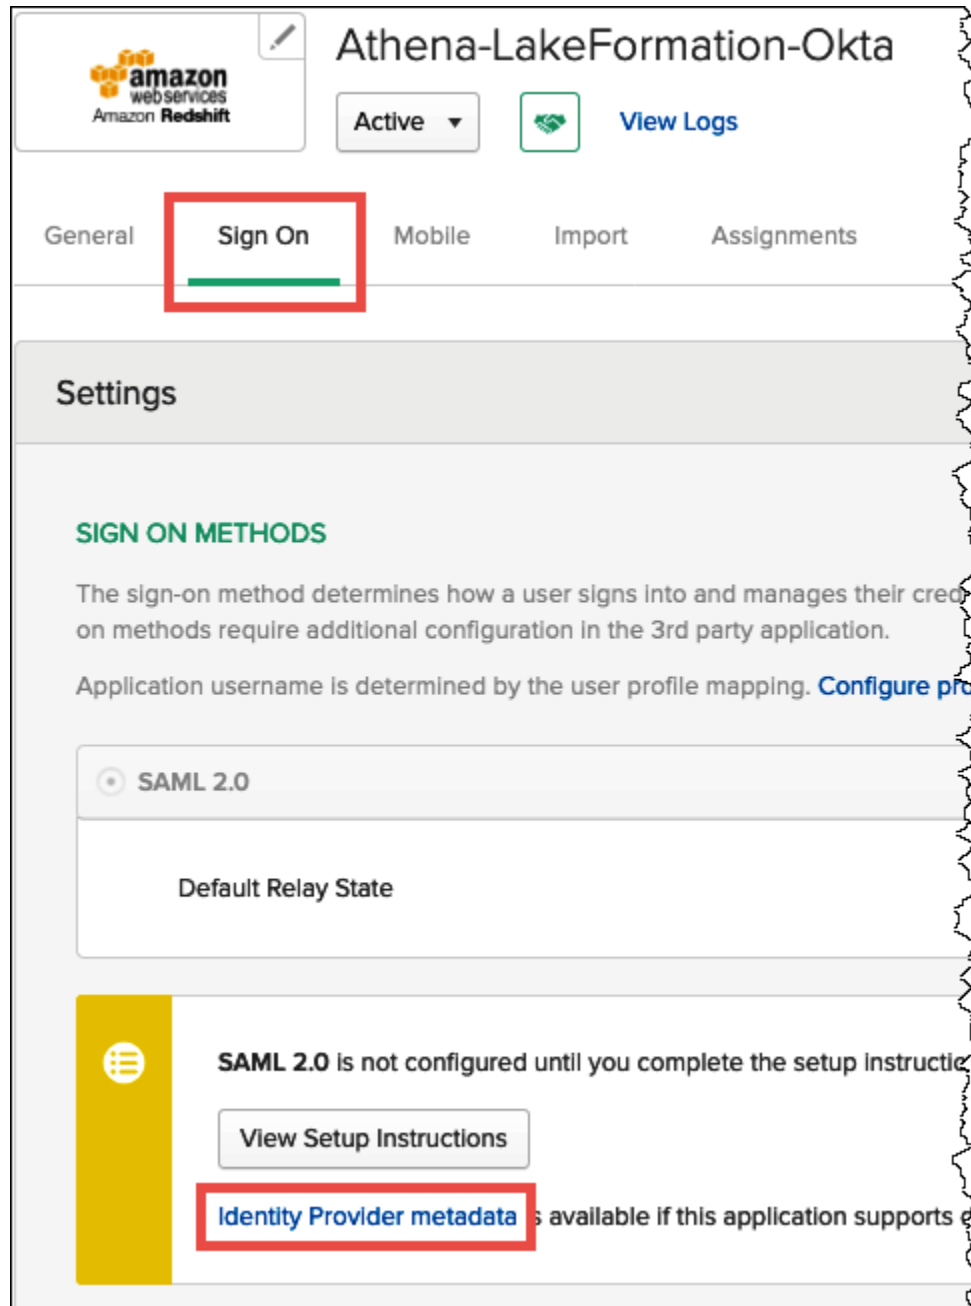 Athena-LakeFormation-Okta
amazon
webservices
Amazon Redshift
Active
View Logs
General Sign On Mobile Import Assignments
Settings
SIGN ON METHODS
The sign-on method determines how a user signs into and manages their cred
on methods require additional configuration in the 3rd party application.
Application username is determined by the user profile mapping. Configure pro
SAML 2.0
Default Relay State
SAML 2.0 is not configured until you complete the setup instructio
View Setup Instructions
Identity Provider metadata s available if this application supports d